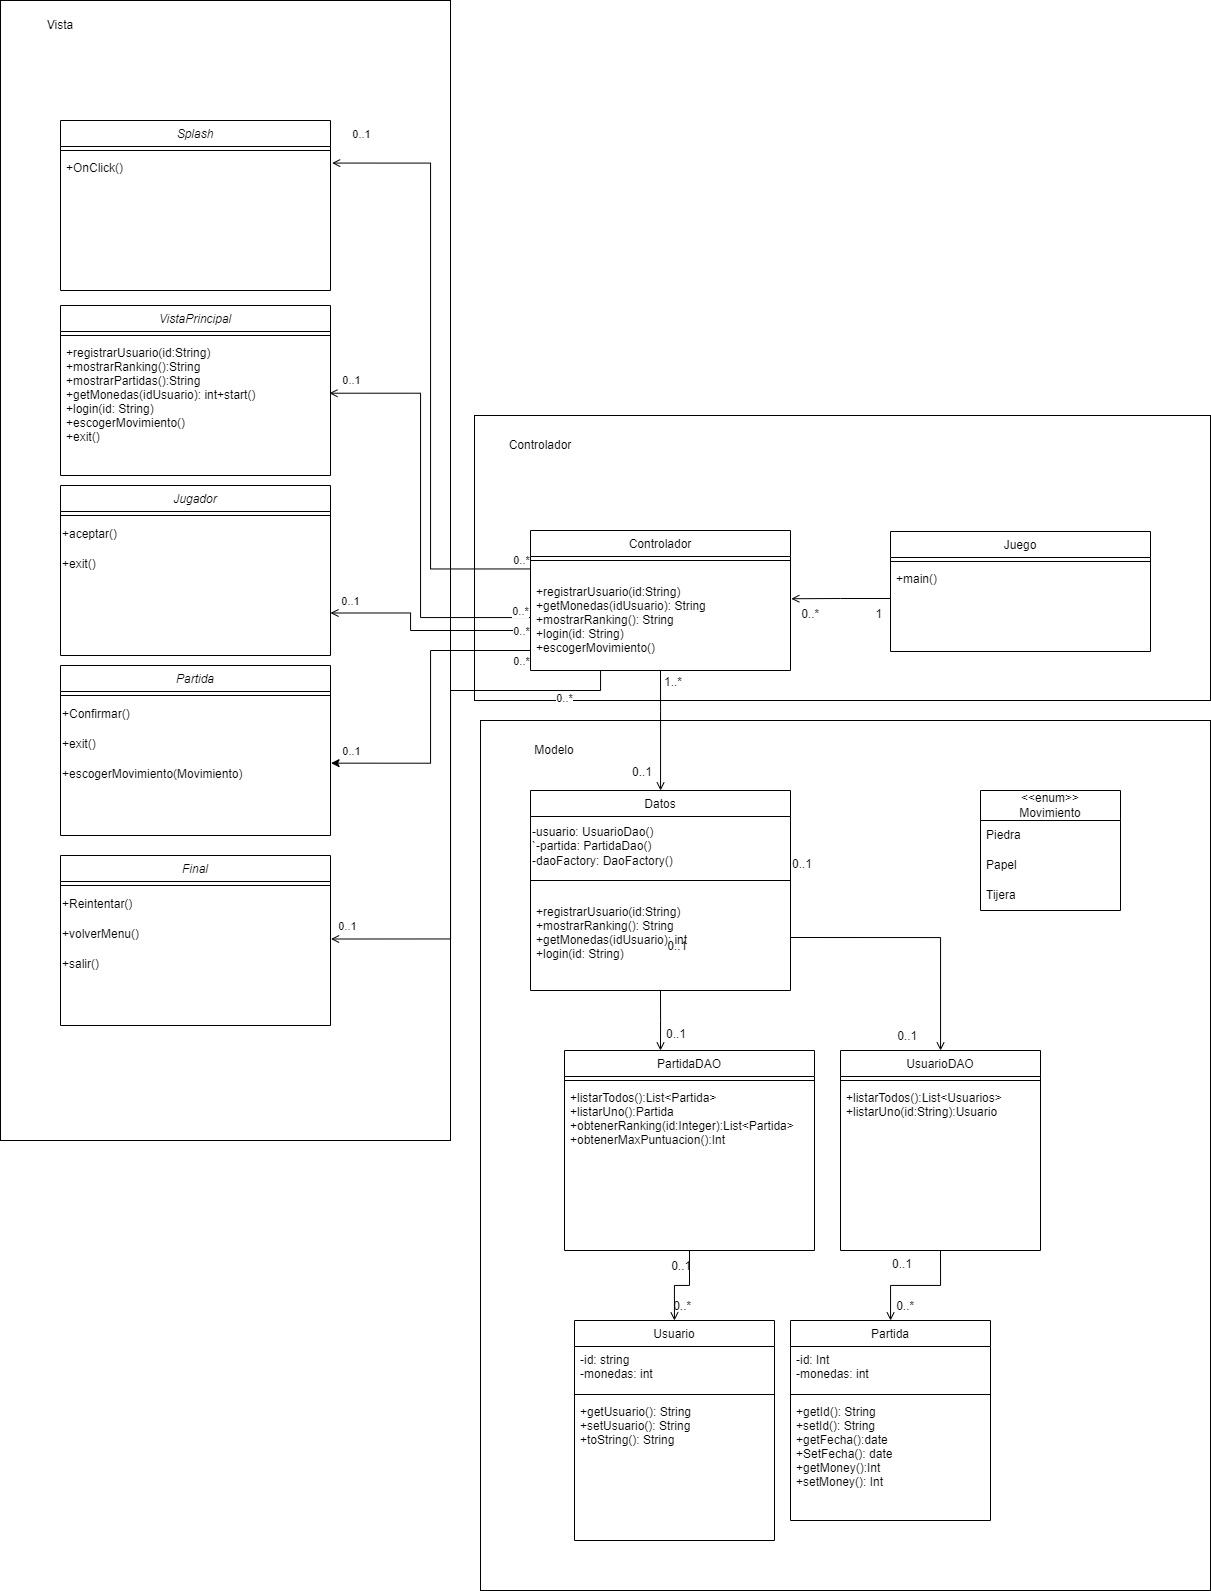 Vista
Splash
0..1
+OnClick()
VistaPrincipal
+registrarUsuario(id:String)
+mostrarRanking():String
+mostrarPartidas():String
+getMonedas(idUsuario): int+start()
+login(id: String)
+escogerMovimiento()
+exit()
0..1
Jugador
+aceptar()
+exit()
0..1
Partida
+Confirmar()
+exit()
+escogerMovimiento(Movimiento)
0..1
Final
+Reintentar()
+volverMenu()
+salir()
0..1
Controlador
Controlador
+registrarUsuario(id:String)
+getMonedas(idUsuario): String
+mostrarRanking(): String
+login(id: String)
+escogerMovimiento()
0..*
0..*
0..*
0..*
0..*
1..*
Juego
+main()
0..*
1
Modelo
0..1
Datos
-usuario: UsuarioDao()
`-partida: PartidaDao()
-daoFactory: DaoFactory()
+registrarUsuario(id:String)
+mostrarRanking(): String
+getMonedas(idUsuario): int
+login(id: String)
0..1
0..1
<<enum>>
Movimiento
Piedra
Papel
Tijera
0..1
0..1
PartidaDAO
+listarTodos():List<Partida>
+listarUno():Partida
+obtenerRanking(id:Integer):List<Partida>
+obtenerMaxPuntuacion():Int
UsuarioDAO
+listarTodos():List<Usuarios>
+listarUno(id:String):Usuario
0..1
0..*
0..1
0..*
Usuario
-id: string
-monedas: int
+getUsuario(): String
+setUsuario(): String
+toString(): String
Partida
-id: Int
-monedas: int
+getId(): String
+setId(): String
+getFecha():date
+SetFecha(): date
+getMoney():Int
+setMoney(): Int